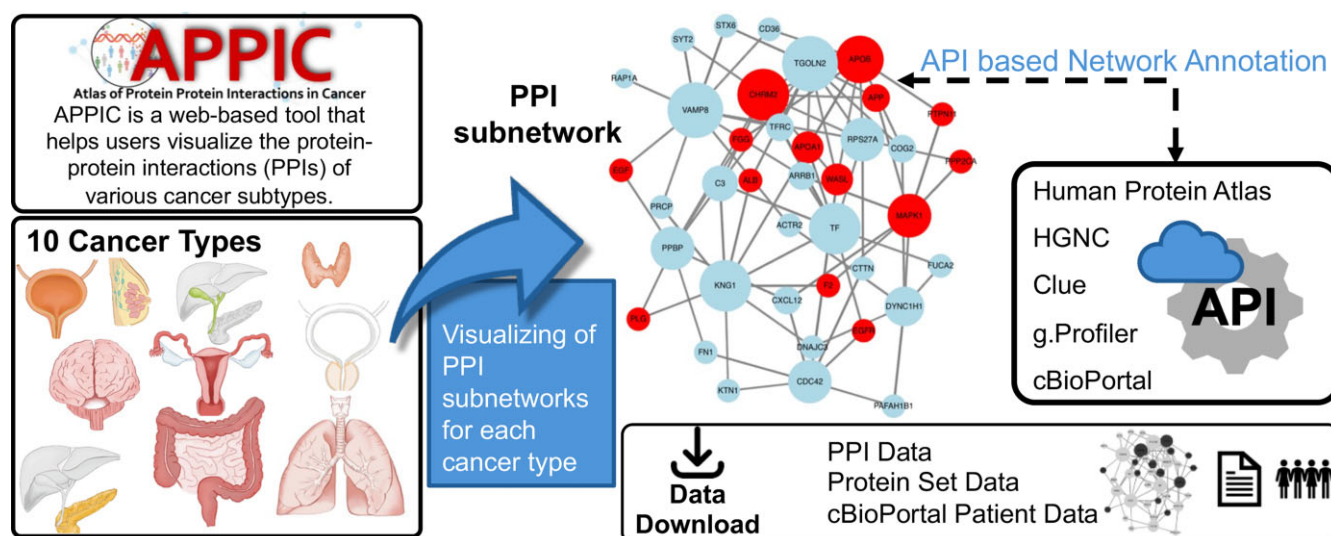 APPIC
Atlas of Protein Protein Interactions in Cancer
APPIC is a web-based tool that
helps users visualize the protein-
protein interactions (PPIs) of
various cancer subtypes.
10 Cancer Types
Visualizing of
PPI
subnetworks
for each
cancer type
PPI
subnetwork
STX6
CD36
SYT2
TGOLN2
APOE
RAP1A
CHRM2
APP
VAMP8
PTPN11
TFRC
FGG
RPS27A
APOA1
COG2
PPP2CA
EGF
C3
ALB
ARRB1
WASL
PRCP
MAPK1
ACTR2
TF
PPBP
CTTN
FUCA2
KNG1
F2
CXCL12
DYNC1H1
PLG
EGFR
DNAJC3
FN1
CDC42
KTN1
PAFAH1B1
API based Network Annotation
Human Protein Atlas
HGNC
Clue
g.Profiler
cBioPortal
API
Data
Download
PPI Data
Protein Set Data
cBioPortal Patient Data